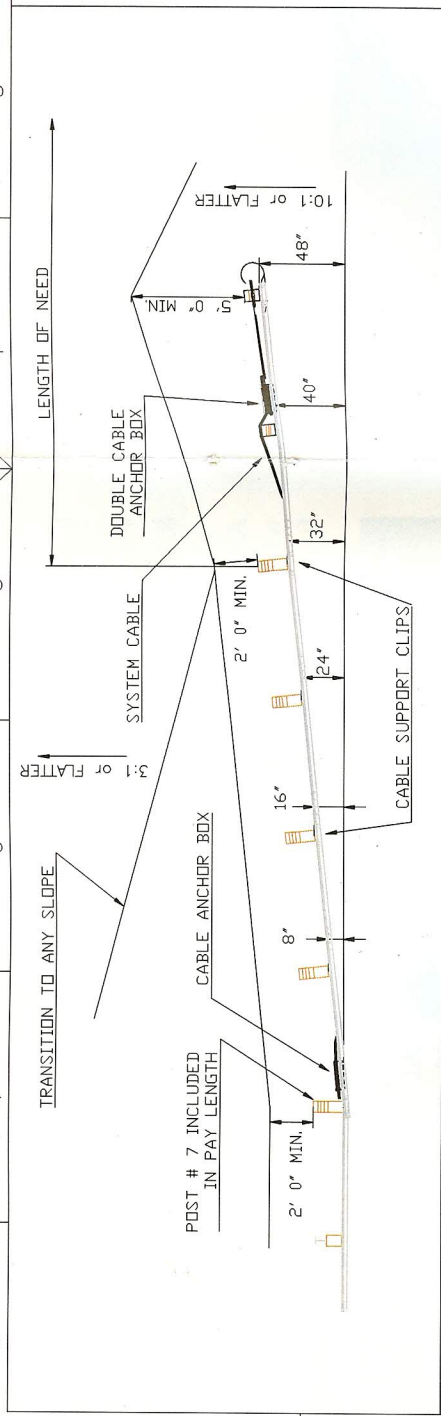 LENGTH OF NEED
10:1 or FLATTER
5' 0" MIN.
48"
DOUBLE CABLE
ANCHOR BOX
40"
SYSTEM CABLE
32"
2' 0" MIN.
24"
CABLE SUPPORT CLIPS
3:1 or FLATTER
16"
TRANSITION TO ANY SLOPE
CABLE ANCHOR BOX
8"
POST # 7 INCLUDED
IN PAY LENGTH
2' 0" MIN.